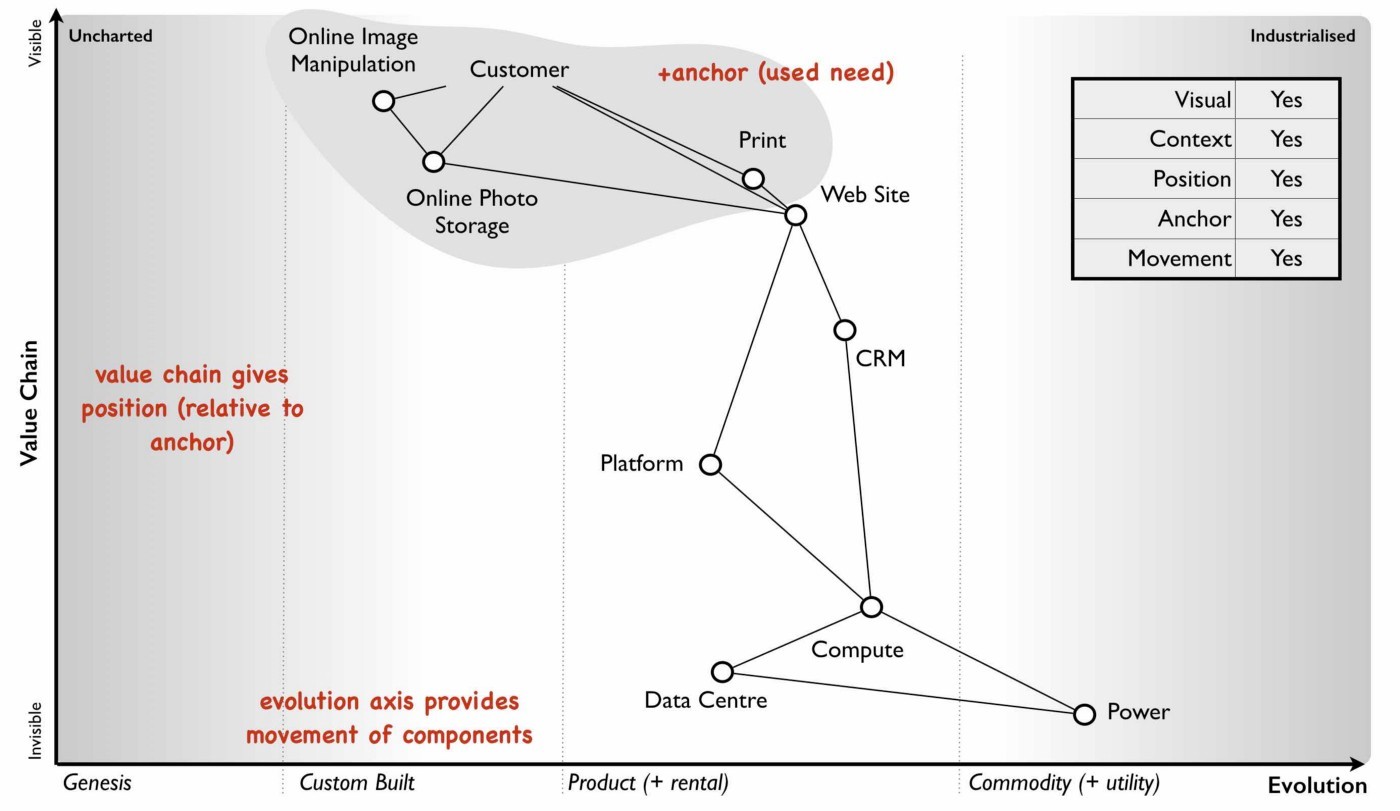 Visible
Uncharted
Industrialised
Online Image
Manipulation
Customer
+anchor (used need)
Print
Online Photo
Storage
Web Site
Visual Yes
Context Yes
Position Yes
Anchor Yes
Movement Yes
CRM
Value Chain
value chain gives
position (relative to
anchor)
Platform
Compute
Data Centre
Power
evolution axis provides
movement of components
Invisible
Genesis
Custom Built
Product (+ rental)
Commodity (+ utility)
Evolution